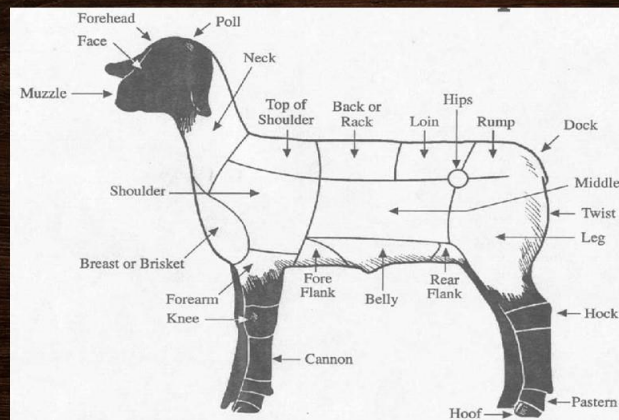 Forehead
Poll
Face
Neck
Muzzle
Top of
Shoulder
Back or
Rack
Loin
Hips
Rump
Dock
Shoulder
Middle
Twist
Leg
Breast or Brisket
Forearm
Fore
Flank
Belly
Rear
Flank
Knee
Hock
Cannon
Pastern
Hoof